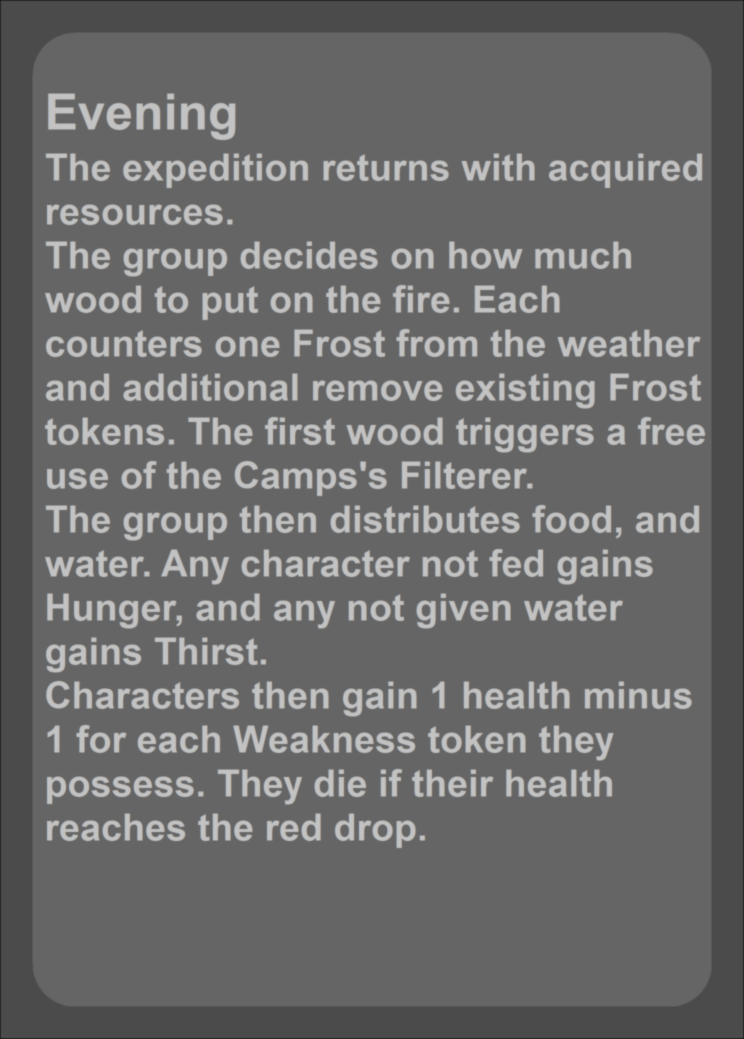 Evening
The expedition returns with acquired
resources.
The group decides on how much
wood to put on the fire. Each
counters one Frost from the weather
and additional remove existing Frost
tokens. The first wood triggers a free
use of the Camps's Filterer.
The group then distributes food, and
water. Any character not fed gains
Hunger, and any not given water
gains Thirst.
Characters then gain 1 health minus
1 for each Weakness token they
possess. They die if their health
reaches the red drop.